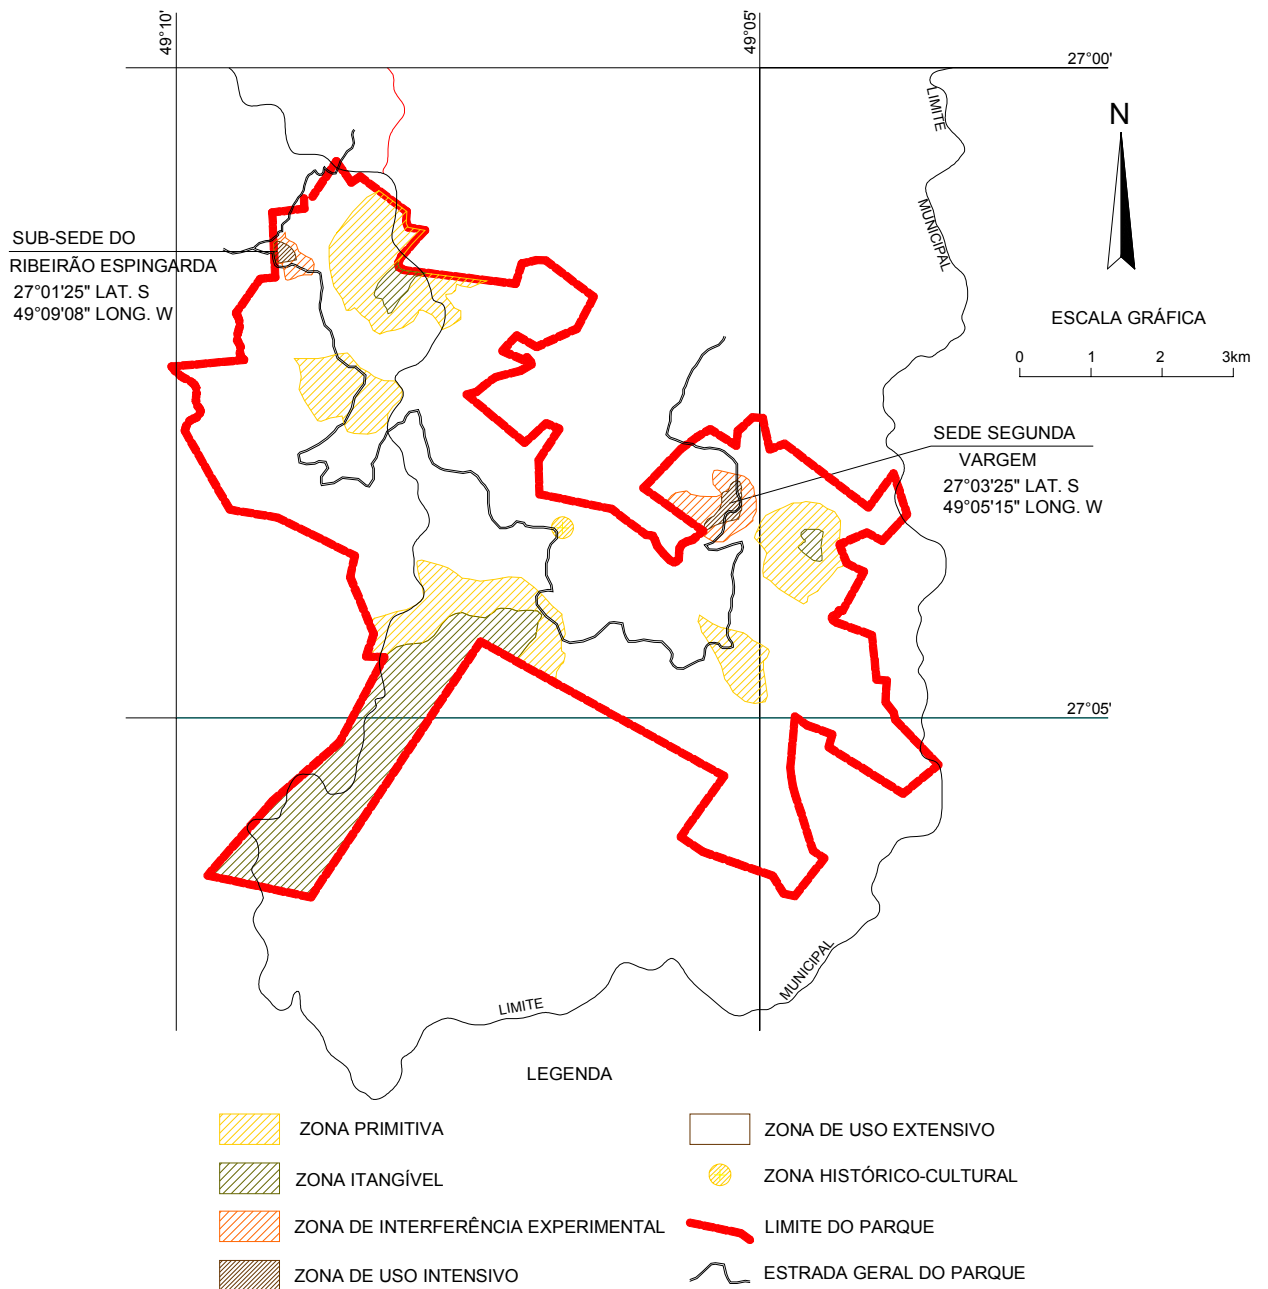 49°10'
49°05'
27°00'
LIMITE
MUNICIPAL
N
SUB-SEDE DO
RIBEIRÃO ESPINGARDA
27°01'25" LAT. S
49°09'08" LONG. W
ESCALA GRÁFICA
0 1 2 3km
SEDE SEGUNDA
VARGEM
27°03'25" LAT. S
49°05'15" LONG. W
27°05'
LIMITE
MUNICIPAL
LEGENDA
ZONA PRIMITIVA
ZONA ITANGÍVEL
ZONA DE INTERFERÊNCIA EXPERIMENTAL
ZONA DE USO INTENSIVO
ZONA DE USO EXTENSIVO
ZONA HISTÓRICO-CULTURAL
LIMITE DO PARQUE
ESTRADA GERAL DO PARQUE